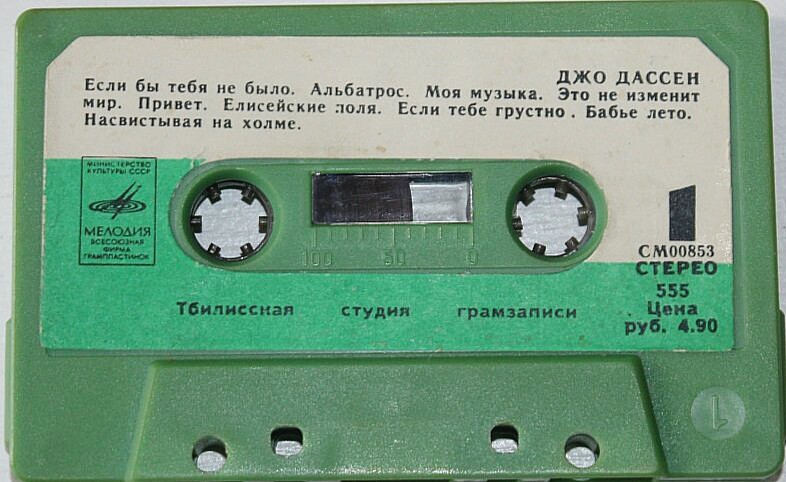 ДЖО ДАССЕН
Если бы тебя не было. Альбатрос. Моя музыка. Это не изменит
мир. Привет. Елисейские поля. Если тебе грустно. Бабье лето.
Насвистывая на холме.
МИНИСТЕРСТВО
КУЛЬТУРЫ СССР
МЕЛОДИЯ
ВСЕСОЮЗНАЯ
ФИРМА
ГРАМПЛАСТИНОК
100 50 0
1
СМ00853
СТЕРЕО
555
Цена
руб. 4.90
Тбилисская студия грамзаписи
1